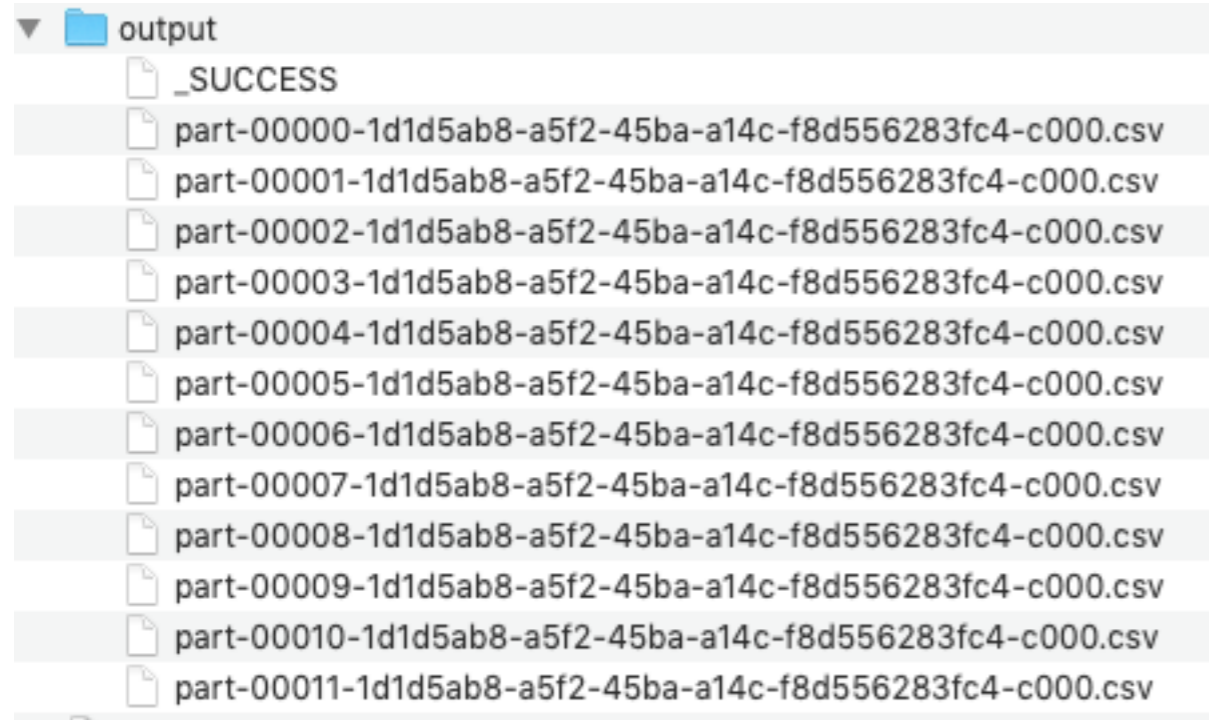 output
_SUCCESS
part-00000-1d1d5ab8-a5f2-45ba-a14c-f8d556283fc4-c000.csv
part-00001-1d1d5ab8-a5f2-45ba-a14c-f8d556283fc4-c000.csv
part-00002-1d1d5ab8-a5f2-45ba-a14c-f8d556283fc4-c000.csv
part-00003-1d1d5ab8-a5f2-45ba-a14c-f8d556283fc4-c000.csv
part-00004-1d1d5ab8-a5f2-45ba-a14c-f8d556283fc4-c000.csv
part-00005-1d1d5ab8-a5f2-45ba-a14c-f8d556283fc4-c000.csv
part-00006-1d1d5ab8-a5f2-45ba-a14c-f8d556283fc4-c000.csv
part-00007-1d1d5ab8-a5f2-45ba-a14c-f8d556283fc4-c000.csv
part-00008-1d1d5ab8-a5f2-45ba-a14c-f8d556283fc4-c000.csv
part-00009-1d1d5ab8-a5f2-45ba-a14c-f8d556283fc4-c000.csv
part-00010-1d1d5ab8-a5f2-45ba-a14c-f8d556283fc4-c000.csv
part-00011-1d1d5ab8-a5f2-45ba-a14c-f8d556283fc4-c000.csv